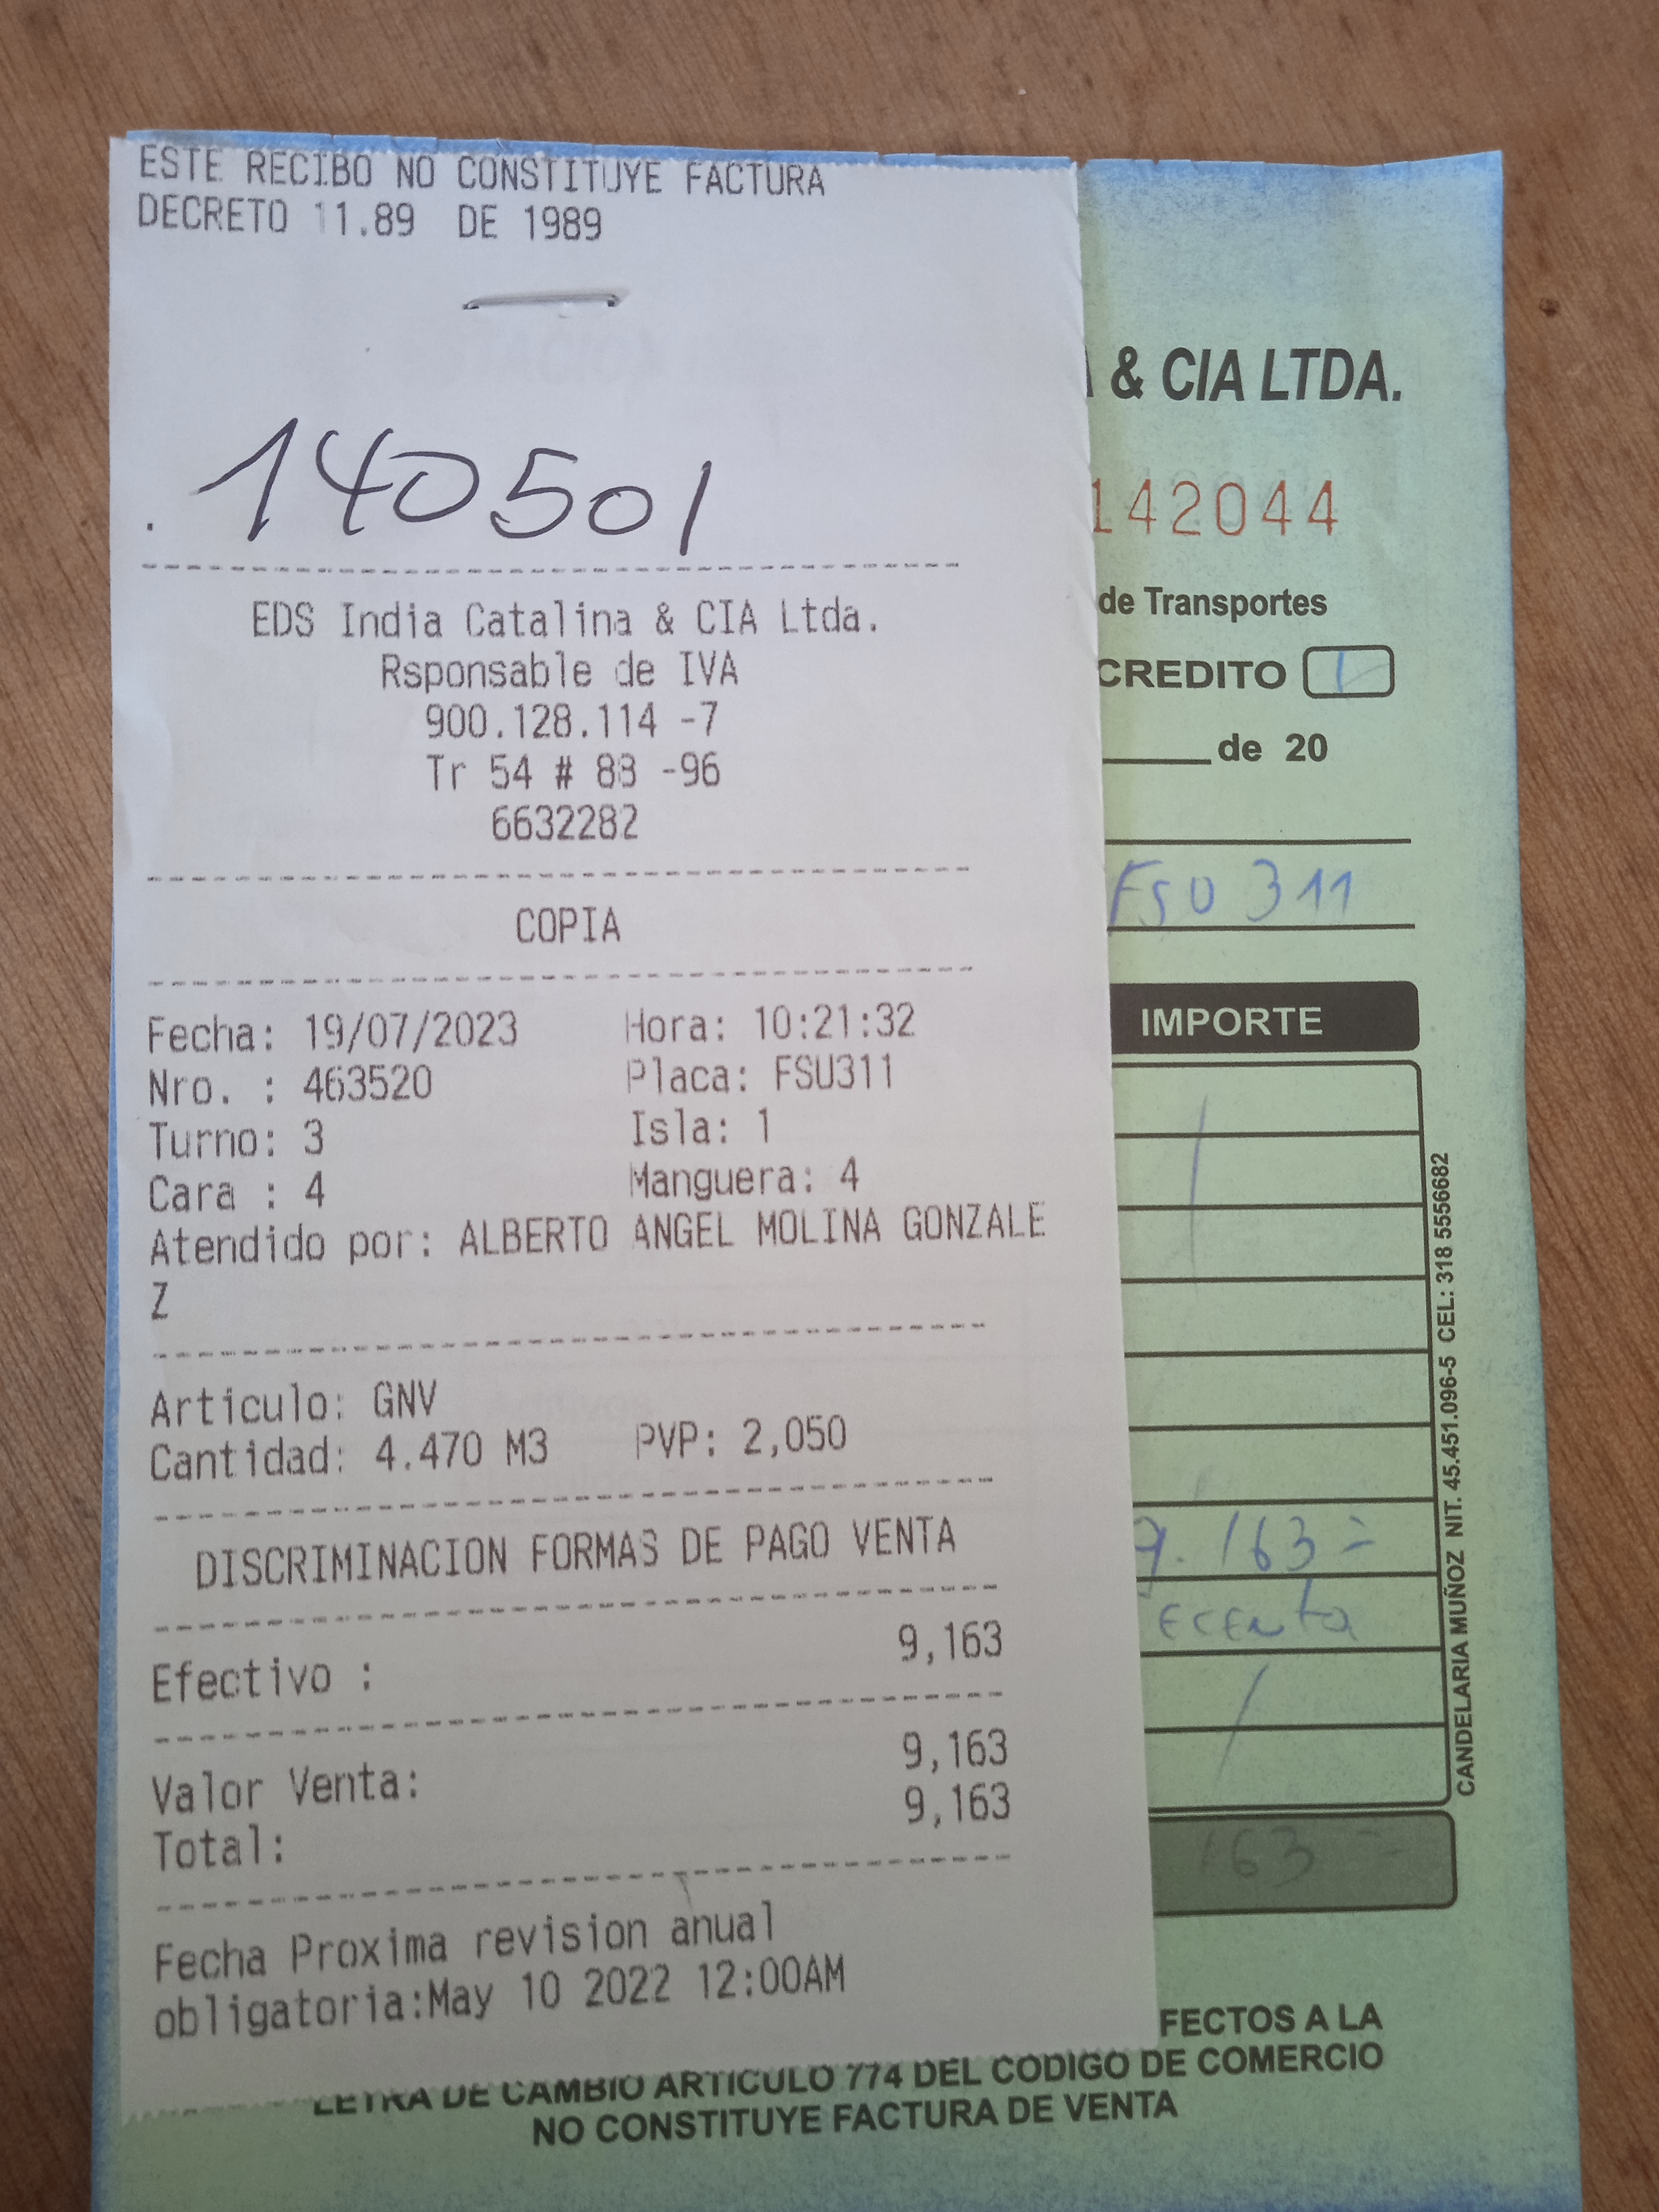 ESTE RECIBO NO CONSTITUYE FACTURA
DECRETO 11.89 DE 1989
140501
EDS India Catalina & CIA Ltda.
Rsponsable de IVA
900.128.114 -7
Tr 54 # 83 -96
6632282
COPIA
Fecha: 19/07/2023 Hora: 10:21:32
Nro. : 463520 Placa: FSU311
Turno: 3 Isla: 1
Cara : 4 Manguera: 4
Atendido por: ALBERTO ANGEL MOLINA GONZALE
Z
Articulo: GNV
Cantidad: 4.470 M3 PVP: 2,050
DISCRIMINACION FORMAS DE PAGO VENTA
Efectivo : 9,163
Valor Venta: 9,163
Total: 9,163
Fecha Proxima revision anual
obligatoria:May 10 2022 12:00AM
& CIA LTDA.
142044
de Transportes
CREDITO
de 20
FSU 311
IMPORTE
9.163=
163=
CANDELARIA MUÑOZ NIT. 45.451.096-5 CEL: 318 5556682
FECTOS A LA
LETRA DE CAMBIO ARTICULO 774 DEL CODIGO DE COMERCIO
NO CONSTITUYE FACTURA DE VENTA